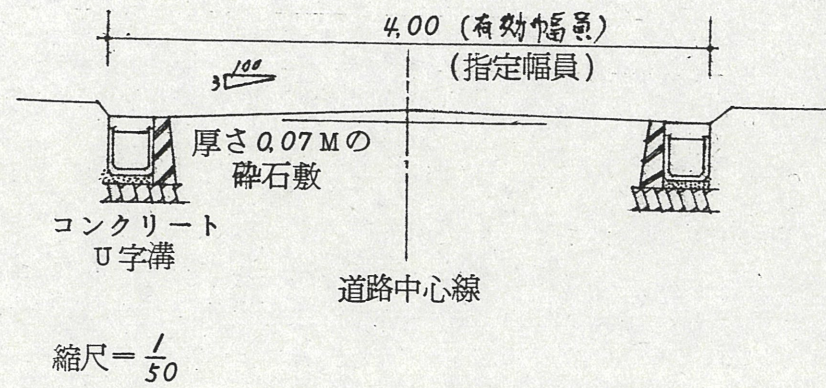 4,00 (有効幅員)
(指定幅員)
100
3
厚さ0,07Mの
砕石敷
コンクリート
U字溝
道路中心線
縮尺=1/50